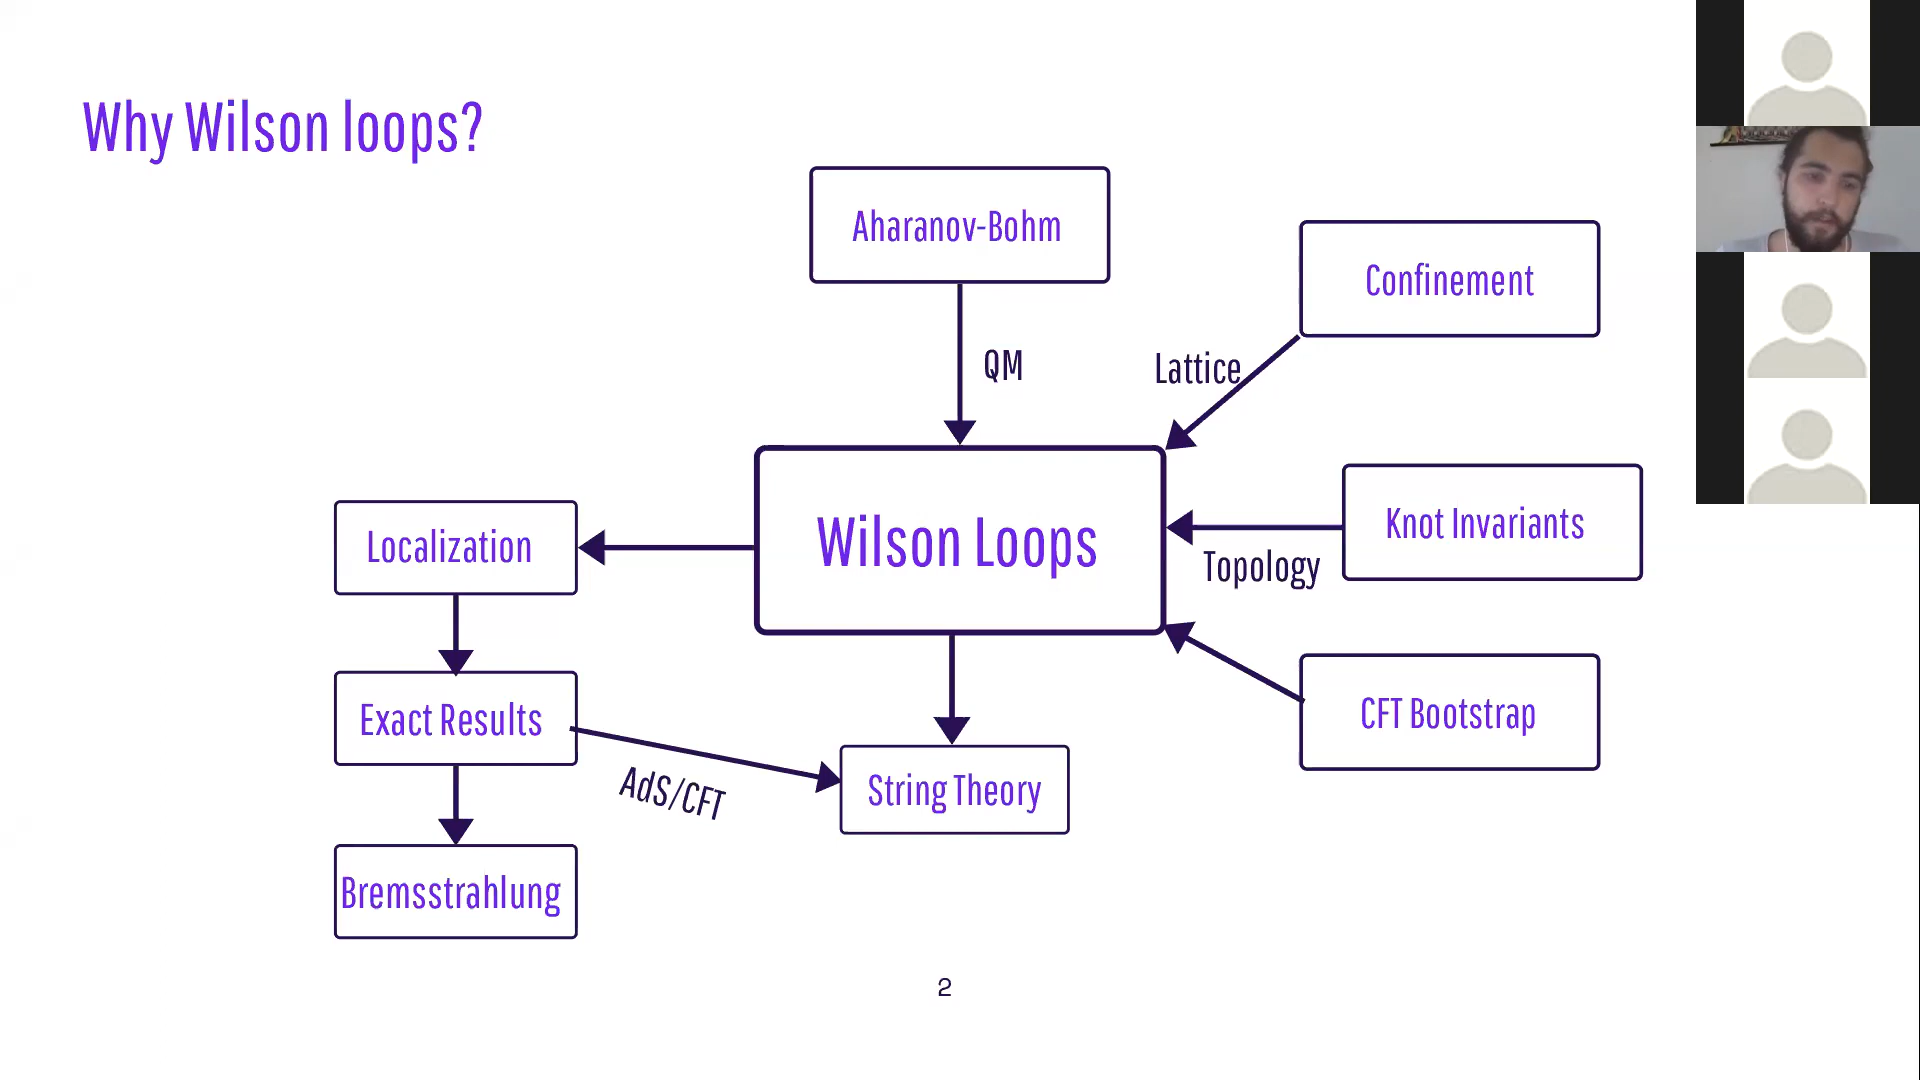 Why Wilson loops?
Aharanov-Bohm
Confinement
QM
Lattice
Wilson Loops
Knot Invariants
Topology
Localization
Exact Results
CFT Bootstrap
AdS/CFT
String Theory
Bremsstrahlung
2